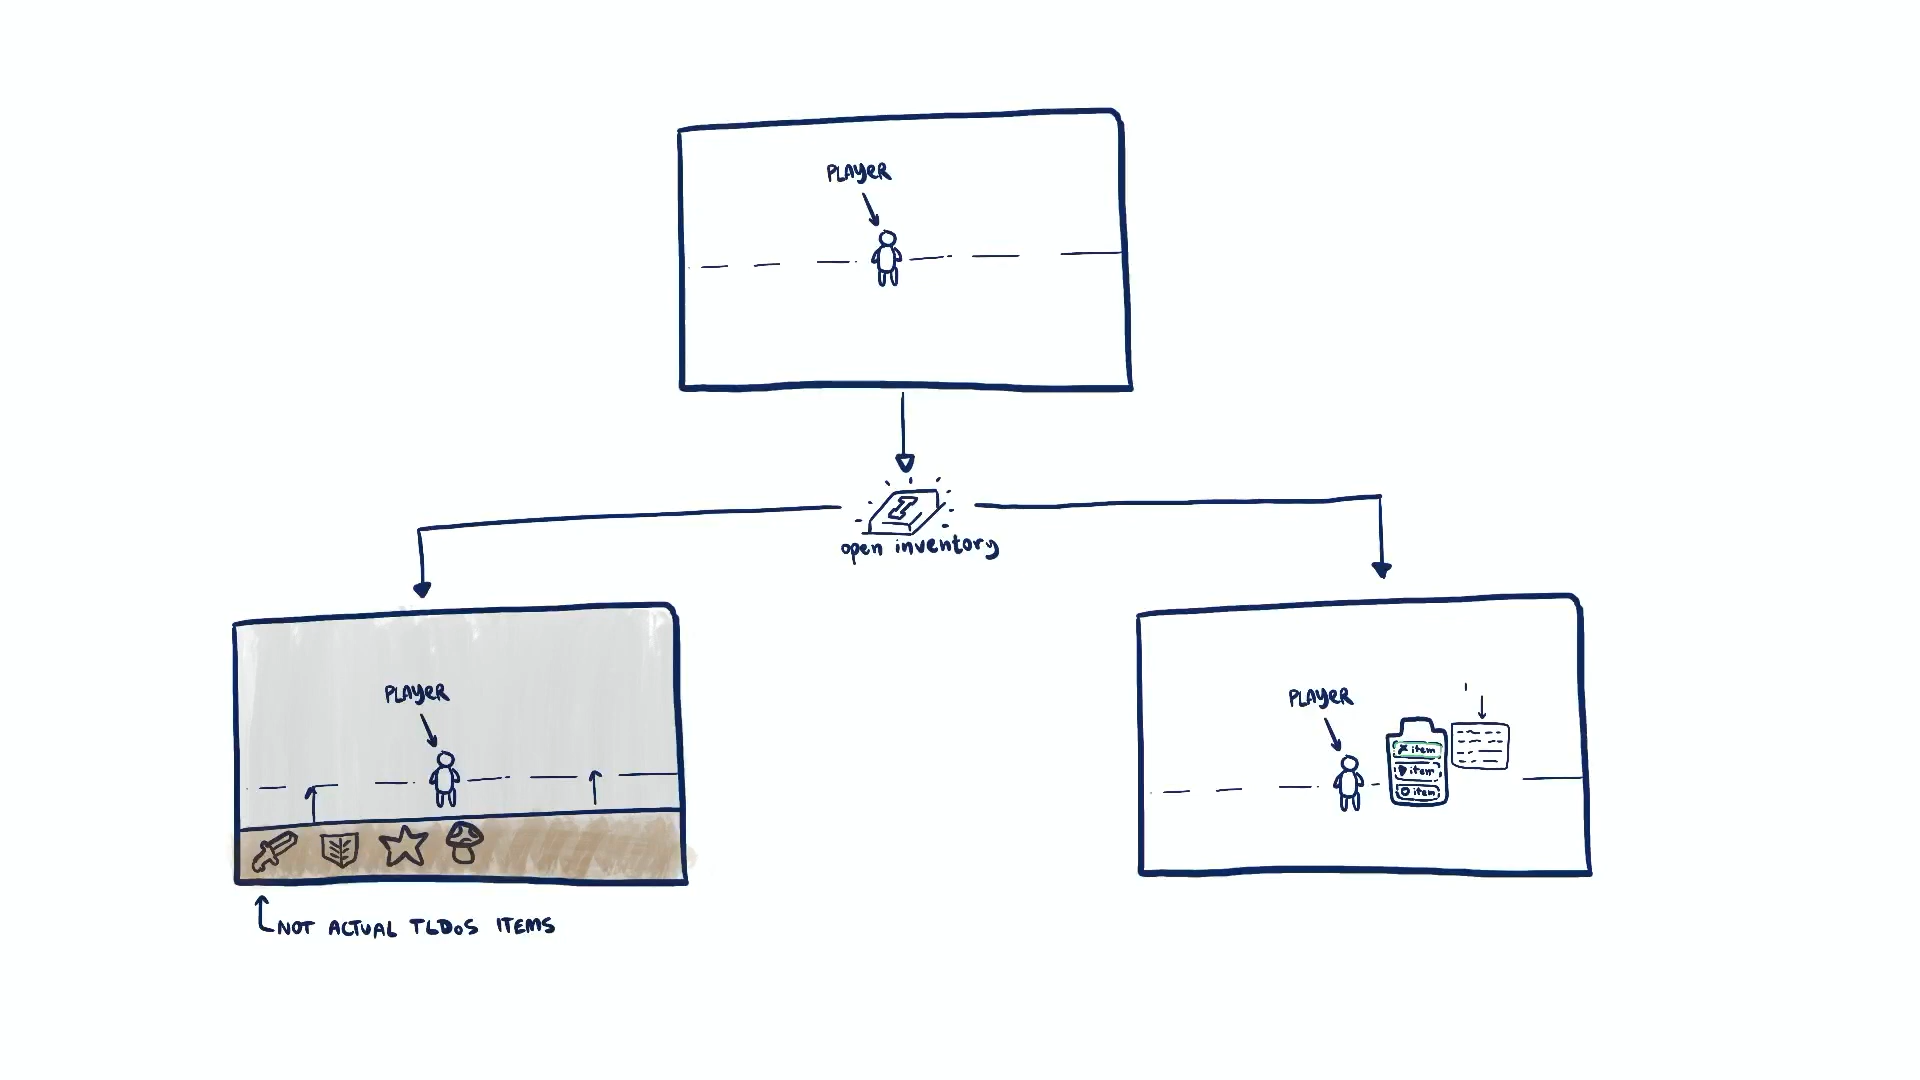 PLAYER
I
open inventory
PLAYER
NOT ACTUAL TLDOS ITEMS
PLAYER
item
item
item